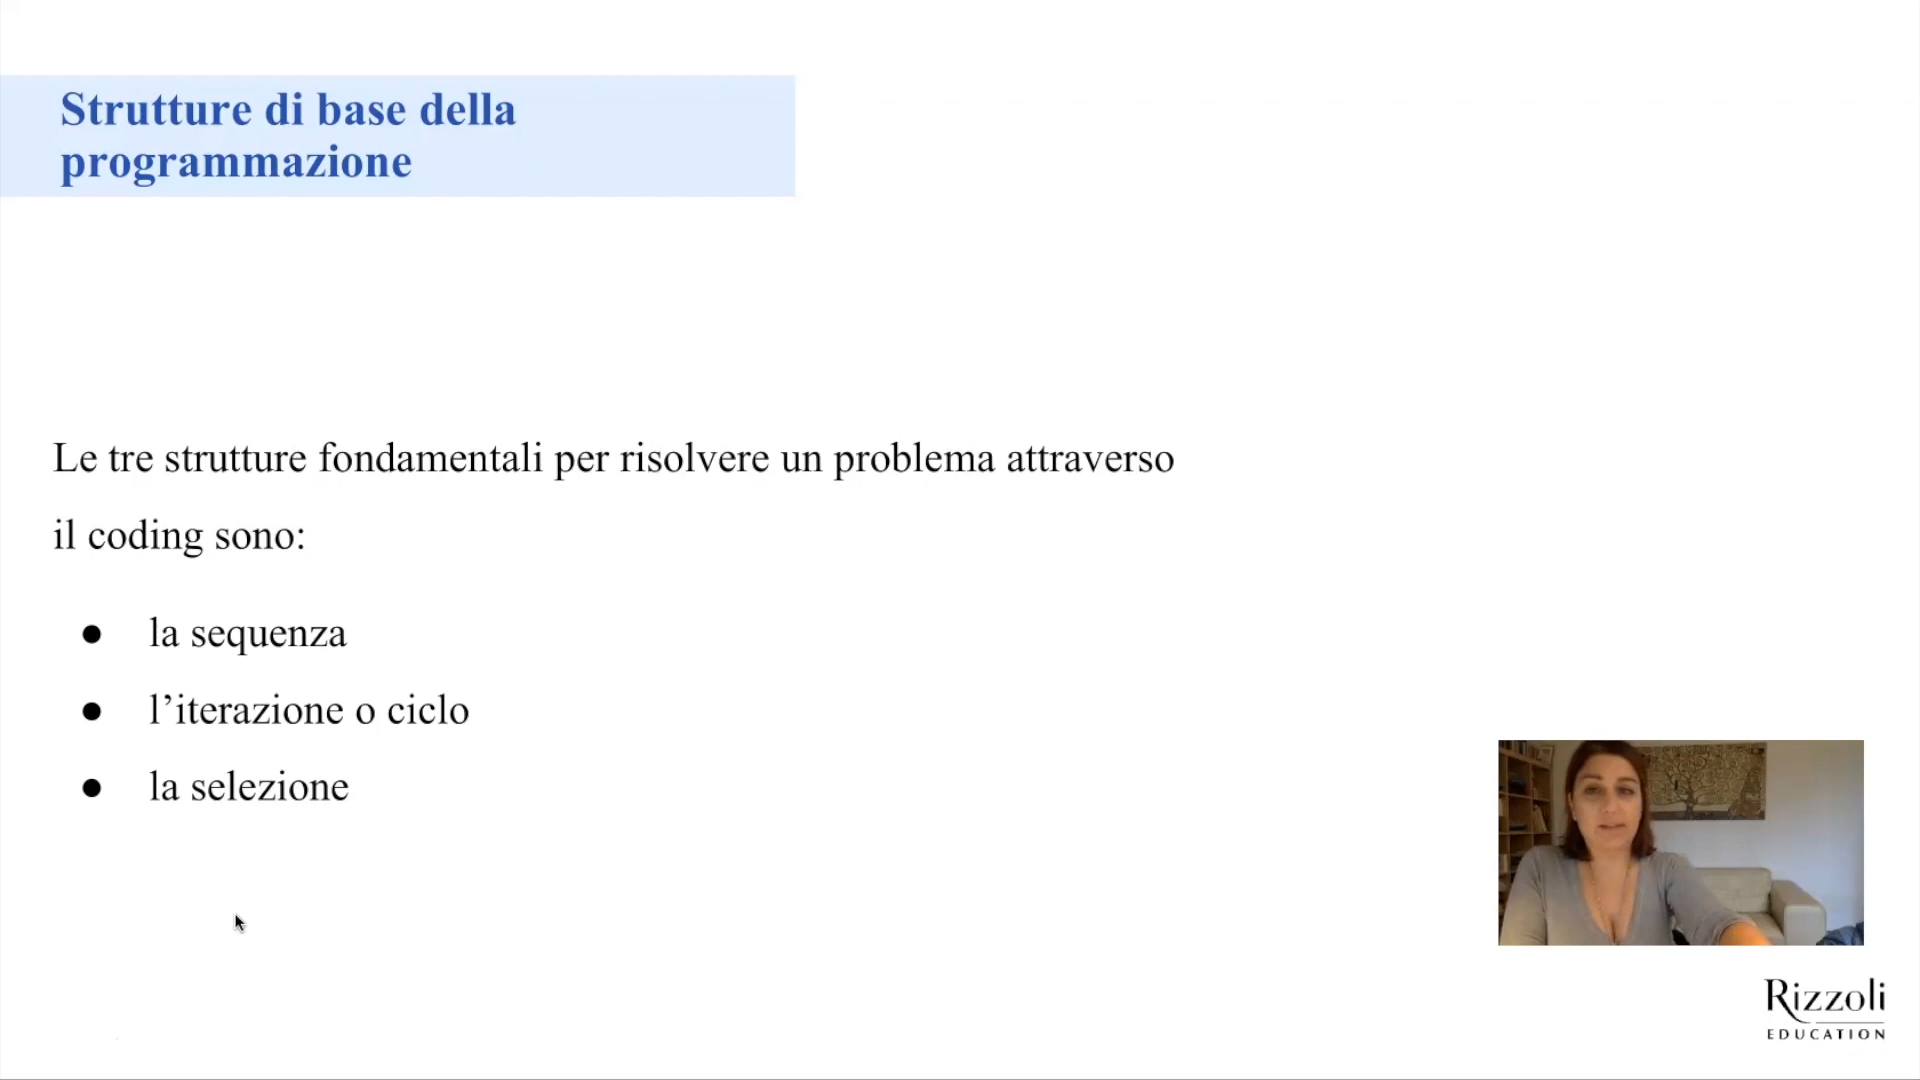 Strutture di base della
programmazione
Le tre strutture fondamentali per risolvere un problema attraverso
il coding sono:
● la sequenza
● l’iterazione o ciclo
● la selezione
Rizzoli
EDUCATION